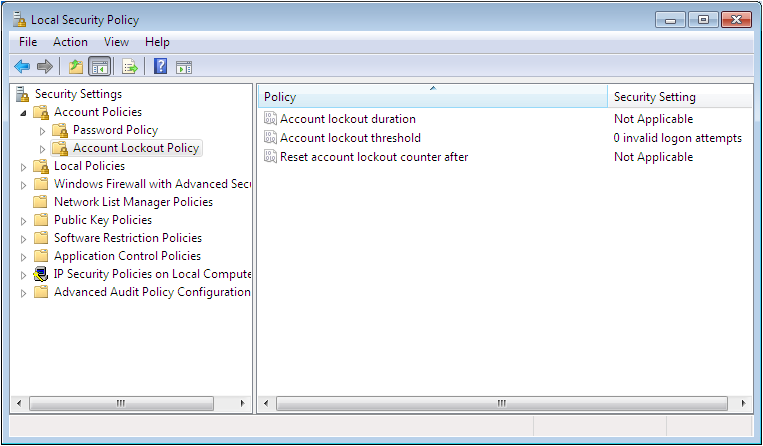 Local Security Policy
File Action View Help
Security Settings
Account Policies
Password Policy
Account Lockout Policy
Local Policies
Windows Firewall with Advanced Secu
Network List Manager Policies
Public Key Policies
Software Restriction Policies
Application Control Policies
IP Security Policies on Local Compute
Advanced Audit Policy Configuration
Policy Security Setting
Account lockout duration Not Applicable
Account lockout threshold 0 invalid logon attempts
Reset account lockout counter after Not Applicable